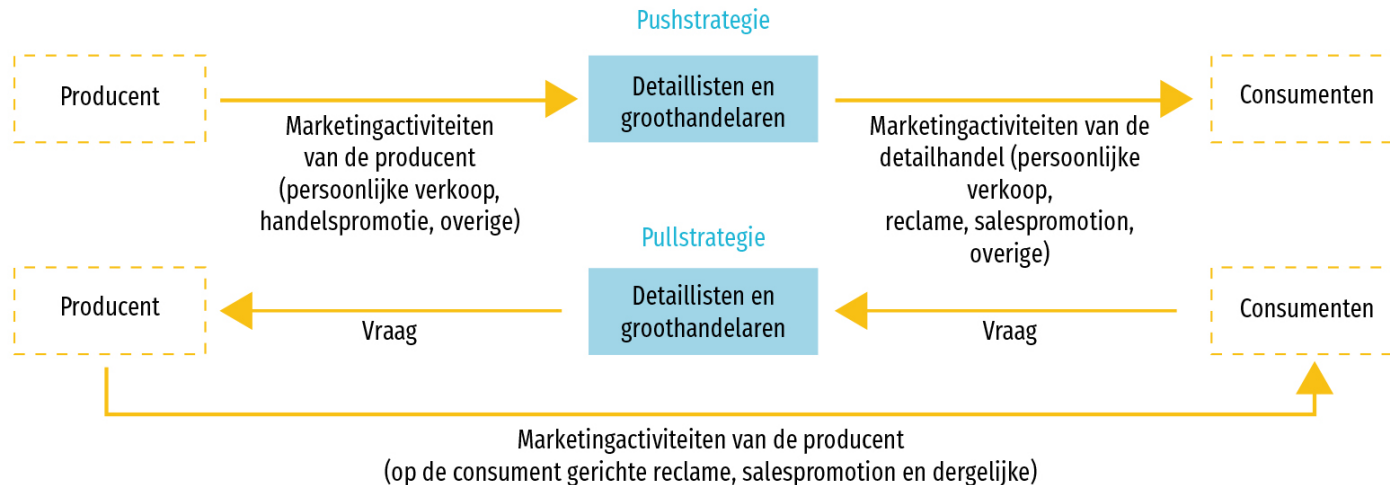 Pushstrategie
Producent
Detaillisten en
groothandelaren
Consumenten
Marketingactiviteiten
van de producent
(persoonlijke verkoop,
handelspromotie, overige)
Marketingactiviteiten van de
detailhandel (persoonlijke
verkoop,
reclame, salespromotion,
overige)
Pullstrategie
Producent
Detaillisten en
groothandelaren
Consumenten
Vraag
Vraag
Marketingactiviteiten van de producent
(op de consument gerichte reclame, salespromotion en dergelijke)